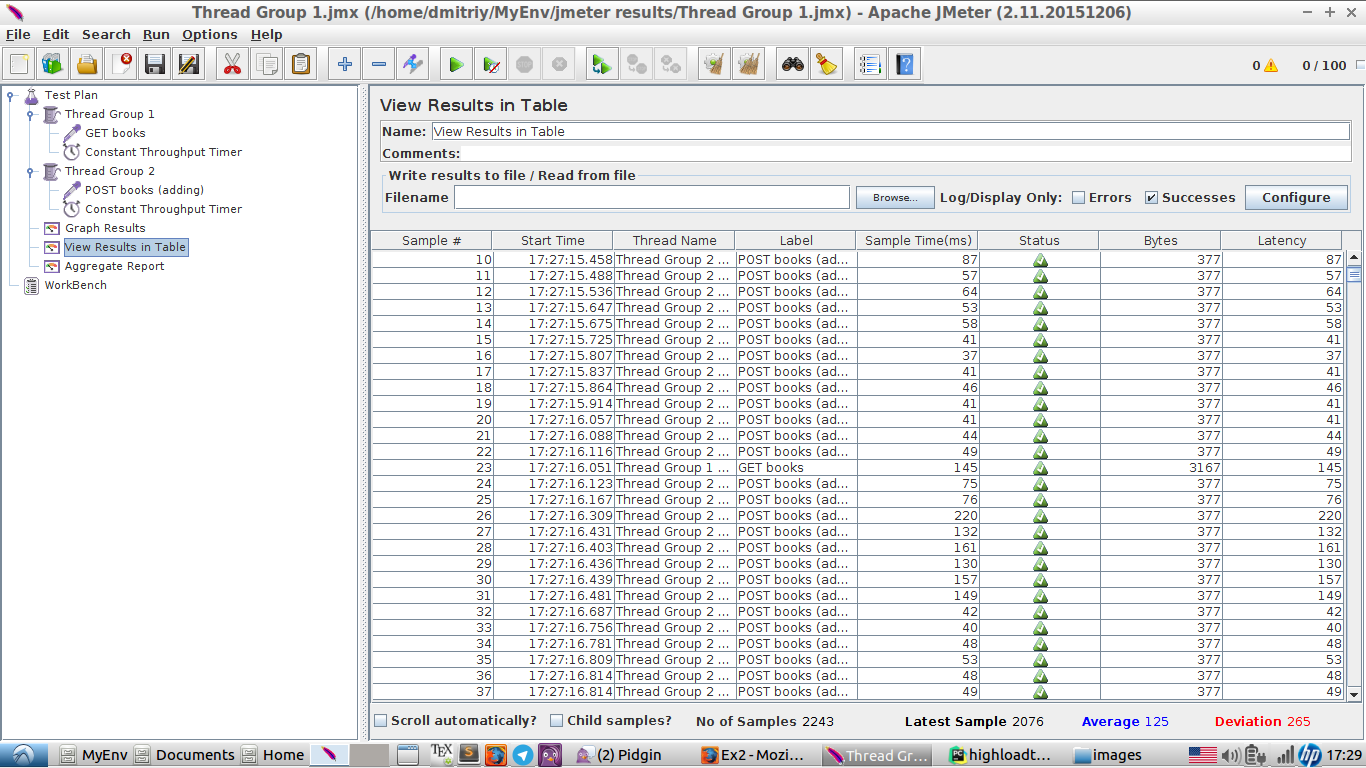 Thread Group 1.jmx (/home/dmitriy/MyEnv/jmeter results/Thread Group 1.jmx) - Apache JMeter (2.11.20151206)
File Edit Search Run Options Help
0 0 / 100
Test Plan
Thread Group 1
GET books
Constant Throughput Timer
Thread Group 2
POST books (adding)
Constant Throughput Timer
Graph Results
View Results in Table
Aggregate Report
WorkBench
View Results in Table
Name: View Results in Table
Comments:
Write results to file / Read from file
Filename Browse... Log/Display Only: Errors Successes Configure
Sample # Start Time Thread Name Label Sample Time(ms) Status Bytes Latency
10 17:27:15.458 Thread Group 2 ... POST books (ad... 87 377 87
11 17:27:15.488 Thread Group 2 ... POST books (ad... 57 377 57
12 17:27:15.536 Thread Group 2 ... POST books (ad... 64 377 64
13 17:27:15.647 Thread Group 2 ... POST books (ad... 53 377 53
14 17:27:15.675 Thread Group 2 ... POST books (ad... 58 377 58
15 17:27:15.725 Thread Group 2 ... POST books (ad... 41 377 41
16 17:27:15.807 Thread Group 2 ... POST books (ad... 37 377 37
17 17:27:15.837 Thread Group 2 ... POST books (ad... 41 377 41
18 17:27:15.864 Thread Group 2 ... POST books (ad... 46 377 46
19 17:27:15.914 Thread Group 2 ... POST books (ad... 41 377 41
20 17:27:16.057 Thread Group 2 ... POST books (ad... 41 377 41
21 17:27:16.088 Thread Group 2 ... POST books (ad... 44 377 44
22 17:27:16.116 Thread Group 2 ... POST books (ad... 49 377 49
23 17:27:16.051 Thread Group 1 ... GET books 145 3167 145
24 17:27:16.123 Thread Group 2 ... POST books (ad... 75 377 75
25 17:27:16.167 Thread Group 2 ... POST books (ad... 76 377 76
26 17:27:16.309 Thread Group 2 ... POST books (ad... 220 377 220
27 17:27:16.431 Thread Group 2 ... POST books (ad... 132 377 132
28 17:27:16.403 Thread Group 2 ... POST books (ad... 161 377 161
29 17:27:16.436 Thread Group 2 ... POST books (ad... 130 377 130
30 17:27:16.439 Thread Group 2 ... POST books (ad... 157 377 157
31 17:27:16.481 Thread Group 2 ... POST books (ad... 149 377 149
32 17:27:16.687 Thread Group 2 ... POST books (ad... 42 377 42
33 17:27:16.756 Thread Group 2 ... POST books (ad... 40 377 40
34 17:27:16.781 Thread Group 2 ... POST books (ad... 48 377 48
35 17:27:16.809 Thread Group 2 ... POST books (ad... 53 377 53
36 17:27:16.814 Thread Group 2 ... POST books (ad... 48 377 48
37 17:27:16.814 Thread Group 2 ... POST books (ad... 49 377 49
Scroll automatically? Child samples? No of Samples 2243 Latest Sample 2076 Average 125 Deviation 265
MyEnv Documents Home TEX (2) Pidgin Ex2 - Mozi... Thread Gr... highloadt... images hp 17:29